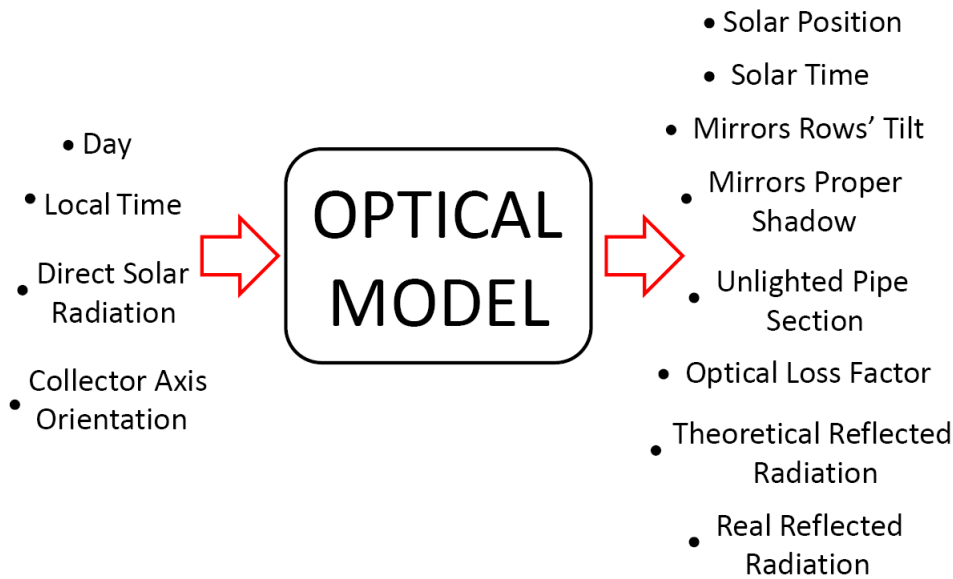 • Day
• Local Time
• Direct Solar
Radiation
• Collector Axis
Orientation
OPTICAL
MODEL
• Solar Position
• Solar Time
• Mirrors Rows’ Tilt
• Mirrors Proper
Shadow
• Unlighted Pipe
Section
• Optical Loss Factor
• Theoretical Reflected
Radiation
• Real Reflected
Radiation